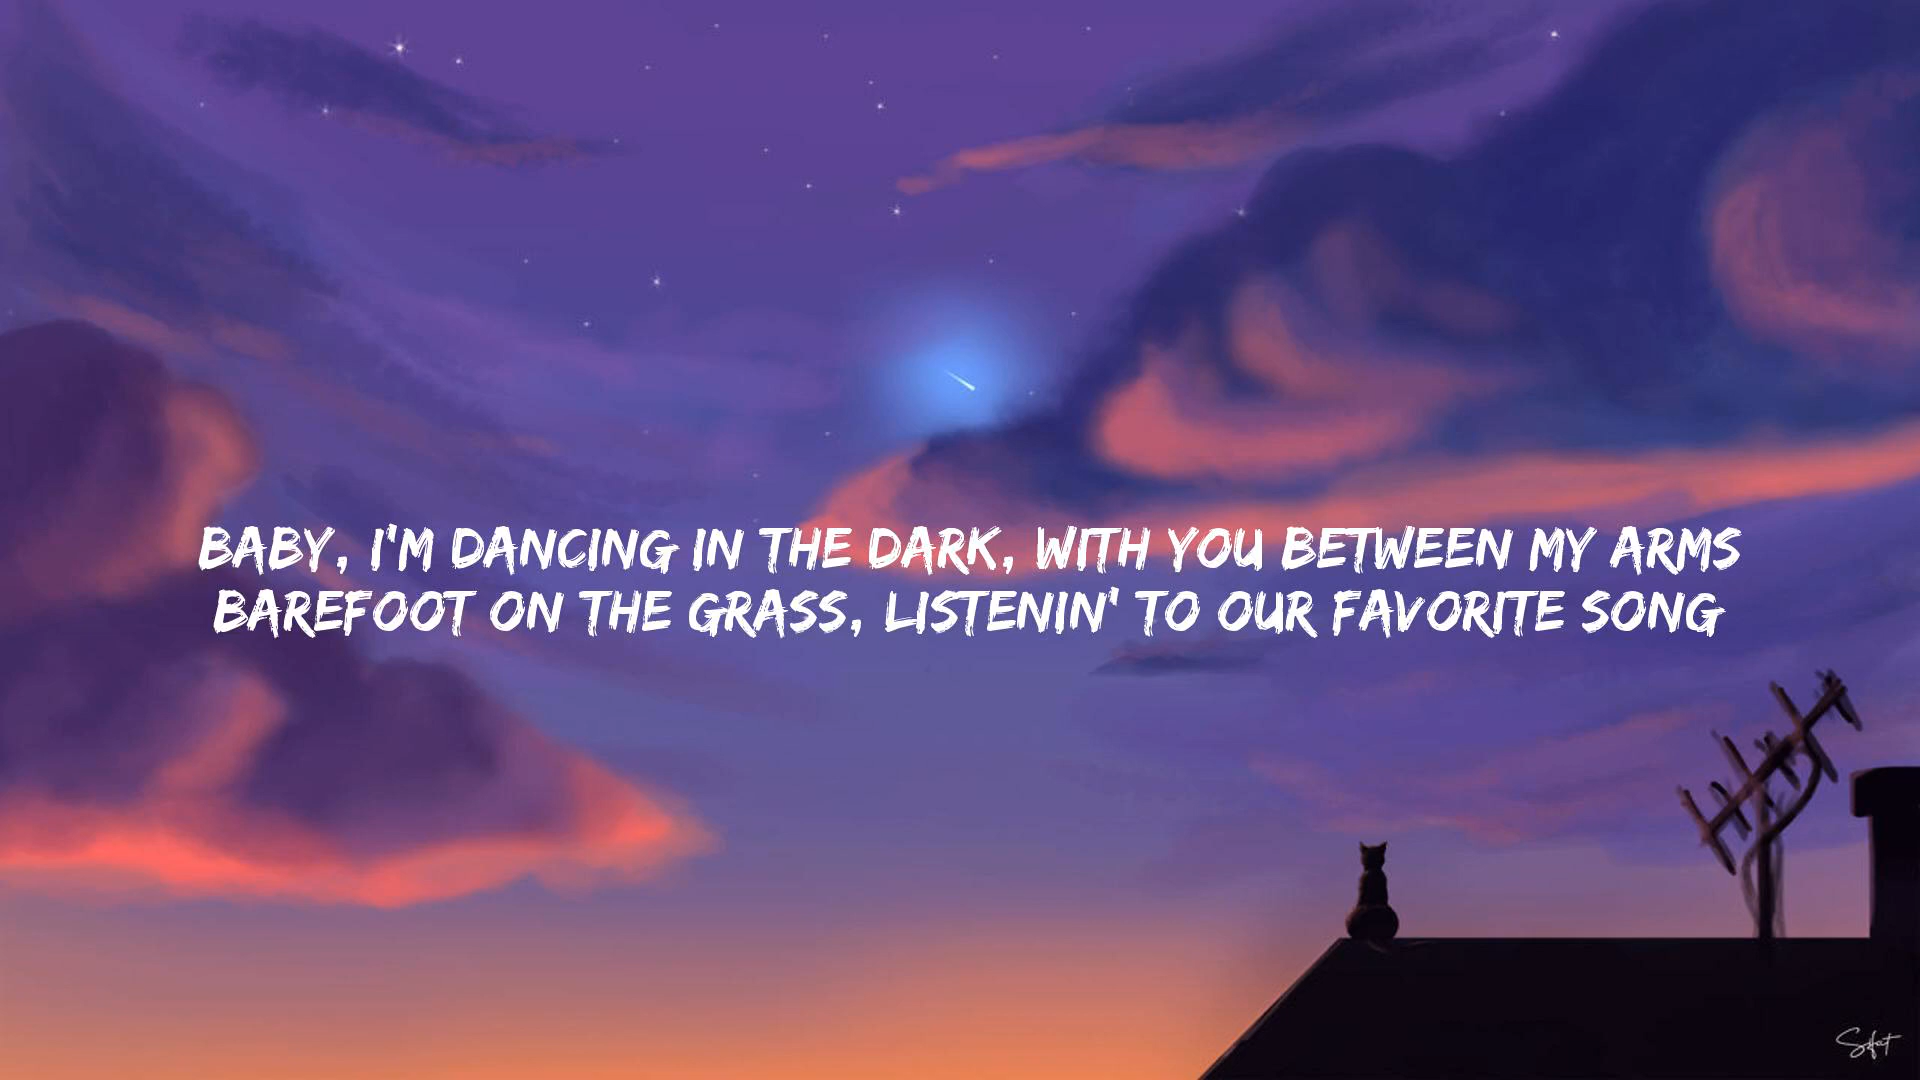 BABY, I'M DANCING IN THE DARK, WITH YOU BETWEEN MY ARMS
BAREFOOT ON THE GRASS, LISTENIN' TO OUR FAVORITE SONG